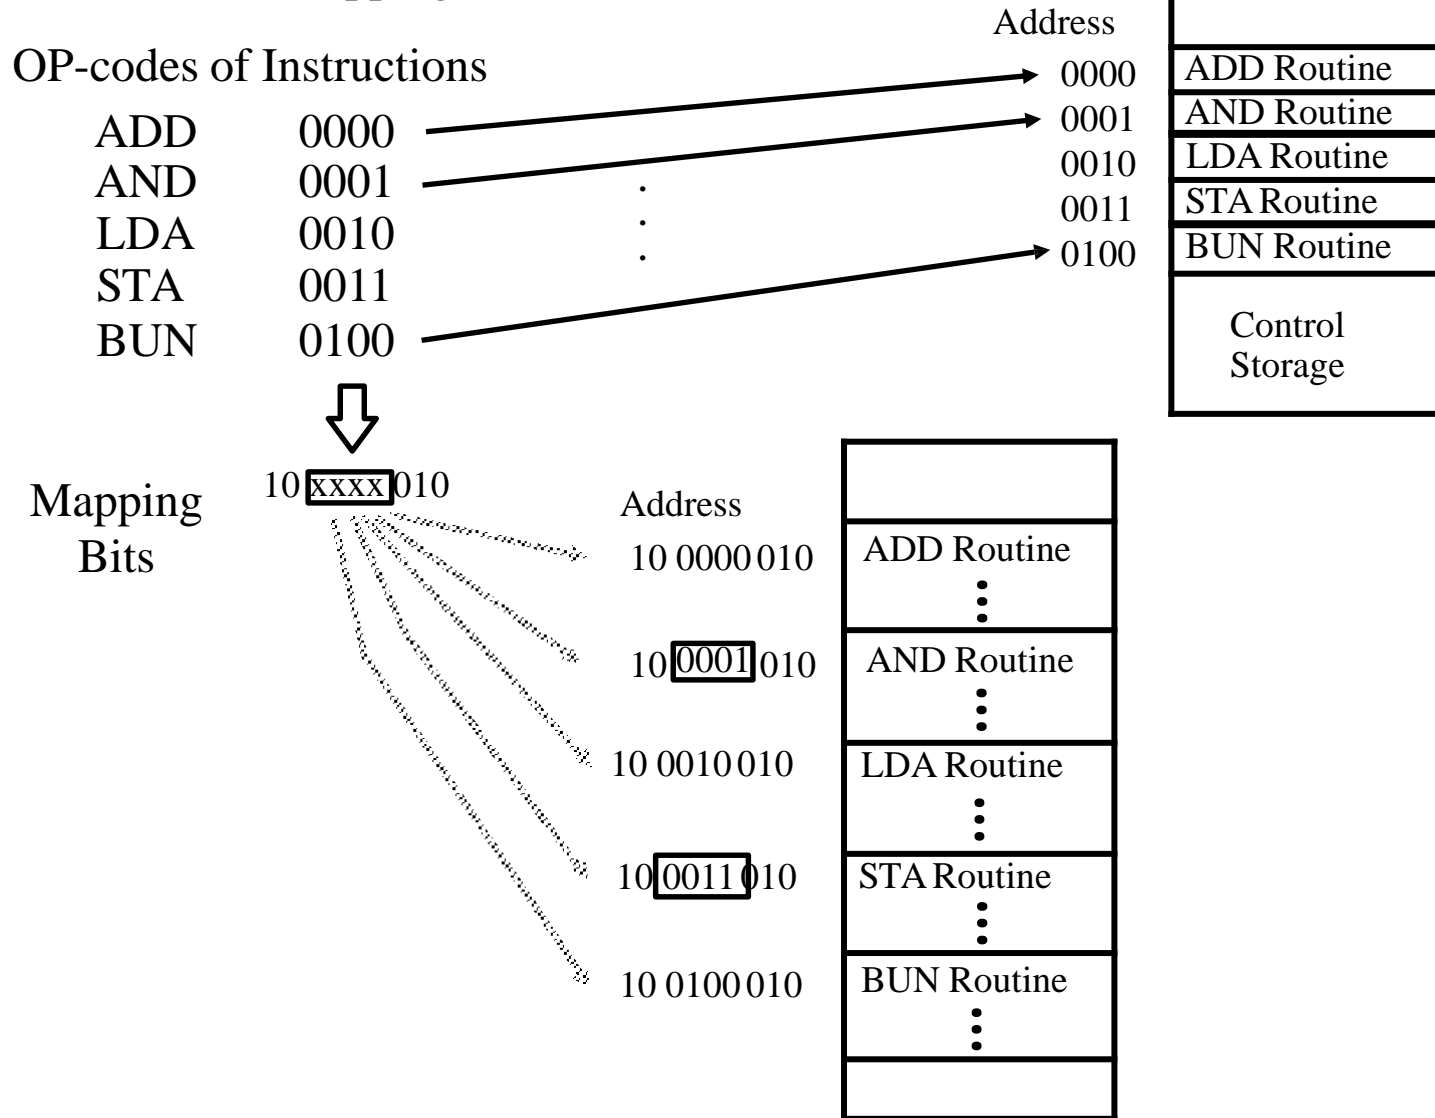 OP-codes of Instructions
ADD 0000
AND 0001
LDA 0010
STA 0011
BUN 0100
Address
0000 ADD Routine
0001 AND Routine
0010 LDA Routine
0011 STA Routine
0100 BUN Routine
Control
Storage
Mapping
Bits
10 xxxx 010
Address
10 0000 010 ADD Routine
10 0001 010 AND Routine
10 0010 010 LDA Routine
10 0011 010 STA Routine
10 0100 010 BUN Routine